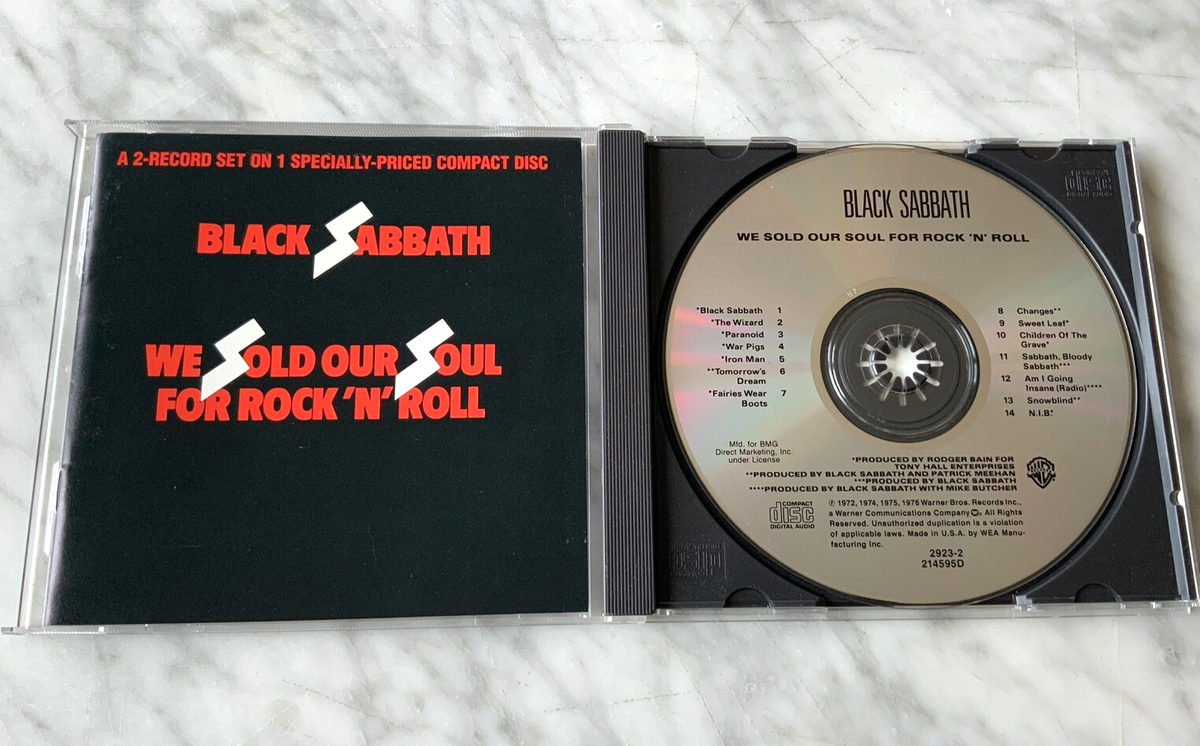 A 2-RECORD SET ON 1 SPECIALLY-PRICED COMPACT DISC
BLACK SABBATH
WE SOLD OUR SOUL
FOR ROCK 'N' ROLL
BLACK SABBATH
WE SOLD OUR SOUL FOR ROCK 'N' ROLL
*Black Sabbath 1
*The Wizard 2
*Paranoid 3
*War Pigs 4
*Iron Man 5
**Tomorrow's 6
Dream
*Fairies Wear 7
Boots
8 Changes**
9 Sweet Leaf*
10 Children Of The
Grave*
11 Sabbath, Bloody
Sabbath***
12 Am I Going
Insane (Radio)****
13 Snowblind**
14 N.I.B.*
Mfd. for BMG
Direct Marketing, Inc.
under License
*PRODUCED BY RODGER BAIN FOR
TONY HALL ENTERPRISES
**PRODUCED BY BLACK SABBATH AND PATRICK MEEHAN
***PRODUCED BY BLACK SABBATH
****PRODUCED BY BLACK SABBATH WITH MIKE BUTCHER
COMPACT
disc
DIGITAL AUDIO
℗ 1972, 1974, 1975, 1976 Warner Bros. Records Inc.,
a Warner Communications Company. All Rights
Reserved. Unauthorized duplication is a violation
of applicable laws. Made in U.S.A. by WEA Manu-
facturing Inc.
2923-2
214595D
COMPACT
disc
DIGITAL AUDIO